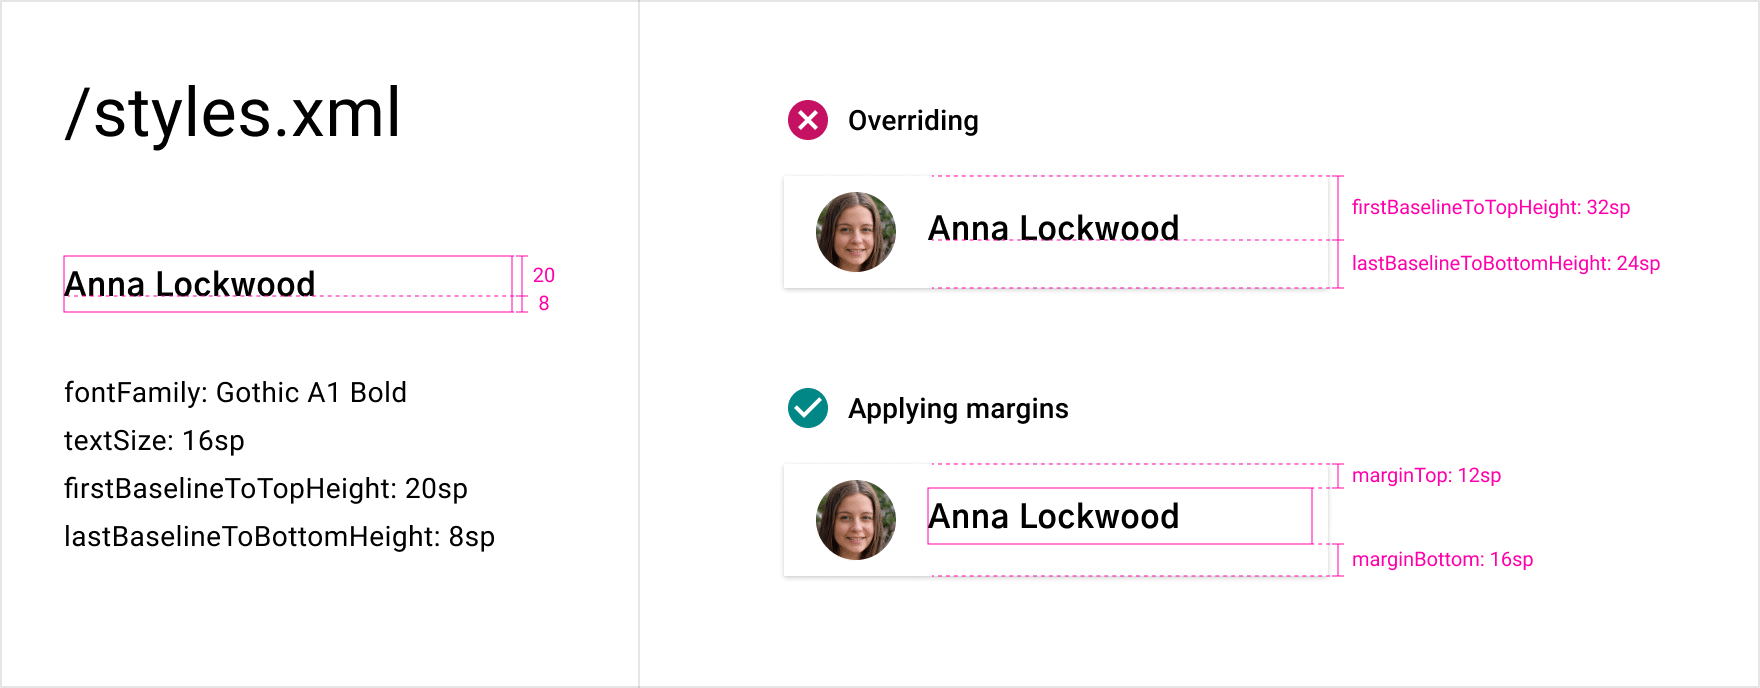 /styles.xml
Anna Lockwood
20
8
fontFamily: Gothic A1 Bold
textSize: 16sp
firstBaselineToTopHeight: 20sp
lastBaselineToBottomHeight: 8sp
Overriding
Anna Lockwood
firstBaselineToTopHeight: 32sp
lastBaselineToBottomHeight: 24sp
Applying margins
Anna Lockwood
marginTop: 12sp
marginBottom: 16sp